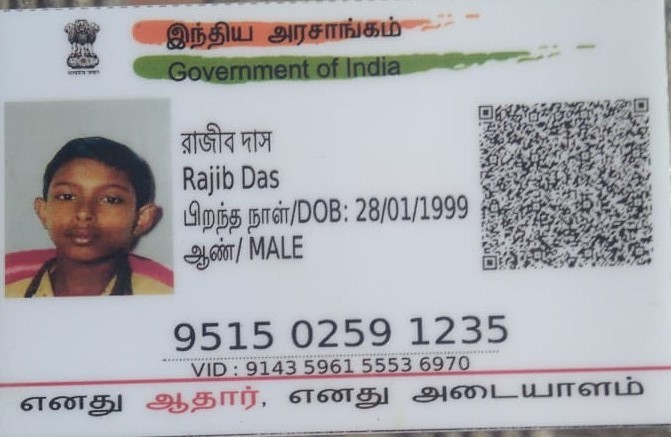 இந்திய அரசாங்கம்
Government of India
রাজীব দাস
Rajib Das
பிறந்த நாள்/DOB: 28/01/1999
ஆண்/ MALE
9515 0259 1235
VID : 9143 5961 5553 6970
எனது ஆதார், எனது அடையாளம்